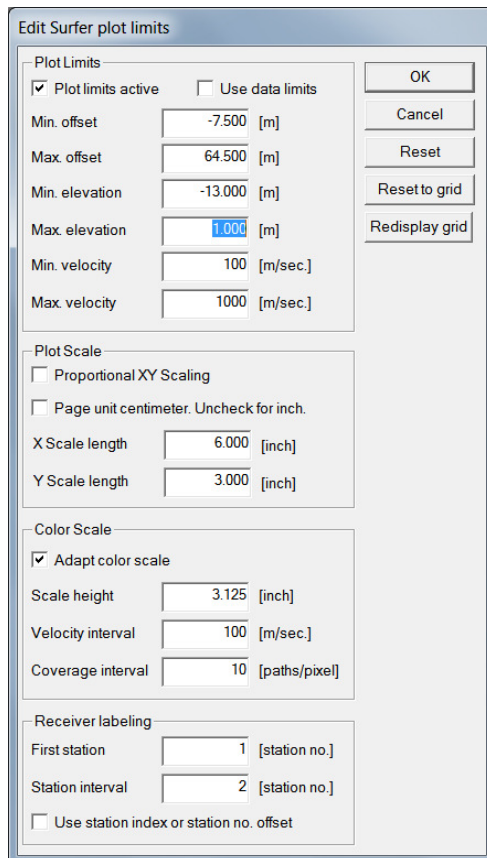 Edit Surfer plot limits
Plot Limits
Plot limits active Use data limits
Min. offset -7.500 [m]
Max. offset 64.500 [m]
Min. elevation -13.000 [m]
Max. elevation 1.000 [m]
Min. velocity 100 [m/sec.]
Max. velocity 1000 [m/sec.]
OK
Cancel
Reset
Reset to grid
Redisplay grid
Plot Scale
Proportional XY Scaling
Page unit centimeter. Uncheck for inch.
X Scale length 6.000 [inch]
Y Scale length 3.000 [inch]
Color Scale
Adapt color scale
Scale height 3.125 [inch]
Velocity interval 100 [m/sec.]
Coverage interval 10 [paths/pixel]
Receiver labeling
First station 1 [station no.]
Station interval 2 [station no.]
Use station index or station no. offset